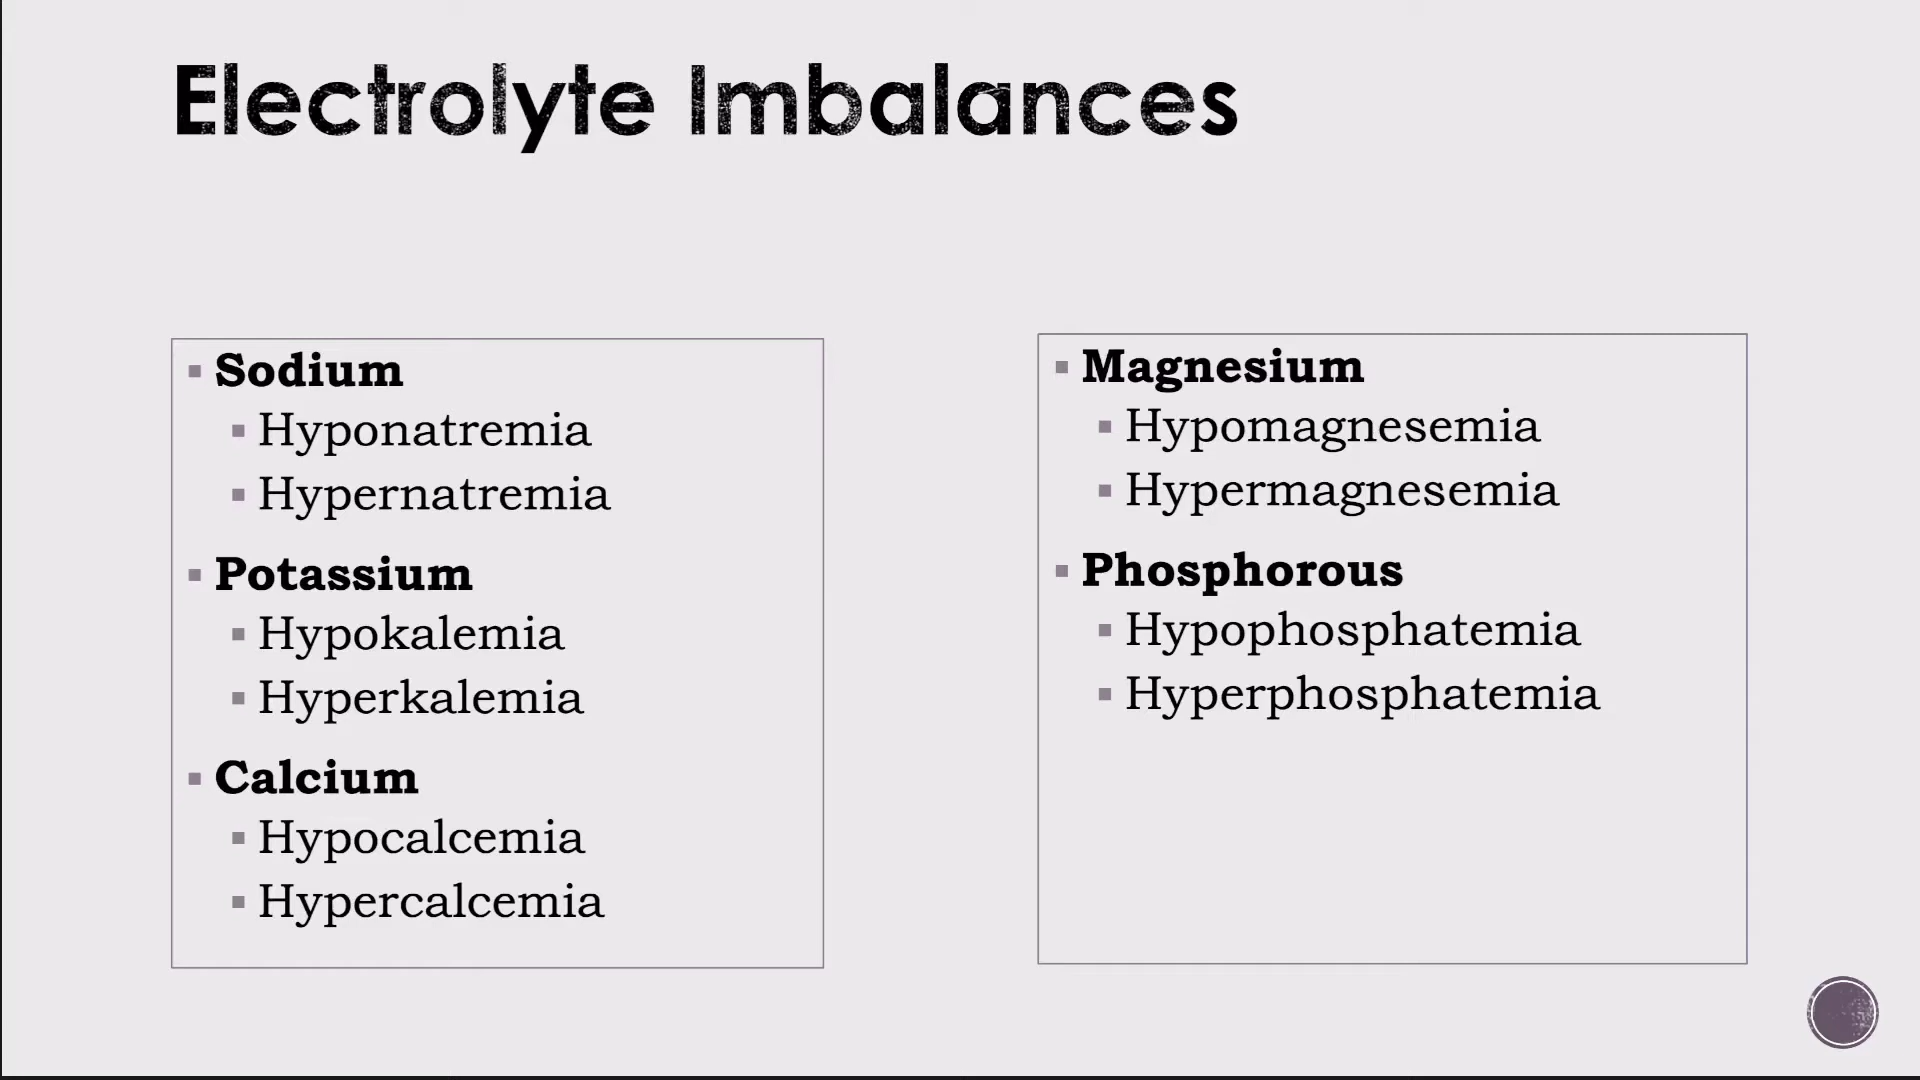 Electrolyte Imbalances
Sodium
Hyponatremia
Hypernatremia
Potassium
Hypokalemia
Hyperkalemia
Calcium
Hypocalcemia
Hypercalcemia
Magnesium
Hypomagnesemia
Hypermagnesemia
Phosphorous
Hypophosphatemia
Hyperphosphatemia